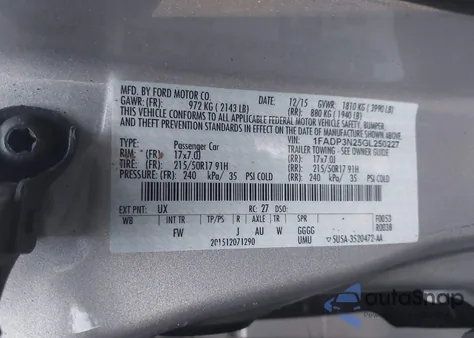 MFD. BY FORD MOTOR CO.
DATE: 12/15 GVWR: 1810 KG (3990 LB)
GAWR: (FR): 972 KG (2143 LB) (RR): 880 KG (1940 LB)
THIS VEHICLE CONFORMS TO ALL APPLICABLE FEDERAL MOTOR VEHICLE SAFETY, BUMPER,
AND THEFT PREVENTION STANDARDS IN EFFECT ON THE DATE OF MANUFACTURE SHOWN ABOVE.
VIN: 1FADP3N25GL250227
TYPE: Passenger Car TRAILER TOWING - SEE OWNER GUIDE
RIM: (FR) 17x7.0J (RR) 17x7.0J
TIRE: (FR) 215/50R17 91H (RR) 215/50R17 91H
PRESSURE: (FR) 240 kPa/ 35 PSI COLD (RR) 240 kPa/ 35 PSI COLD
EXT PNT: UX RC: 27 DSO: F0053
WB INT TR TP/PS R AXLE TR SPR R0038
FW J AU W GGGG
201512071290 UMU 5U5A-3520472-AA
autosnap